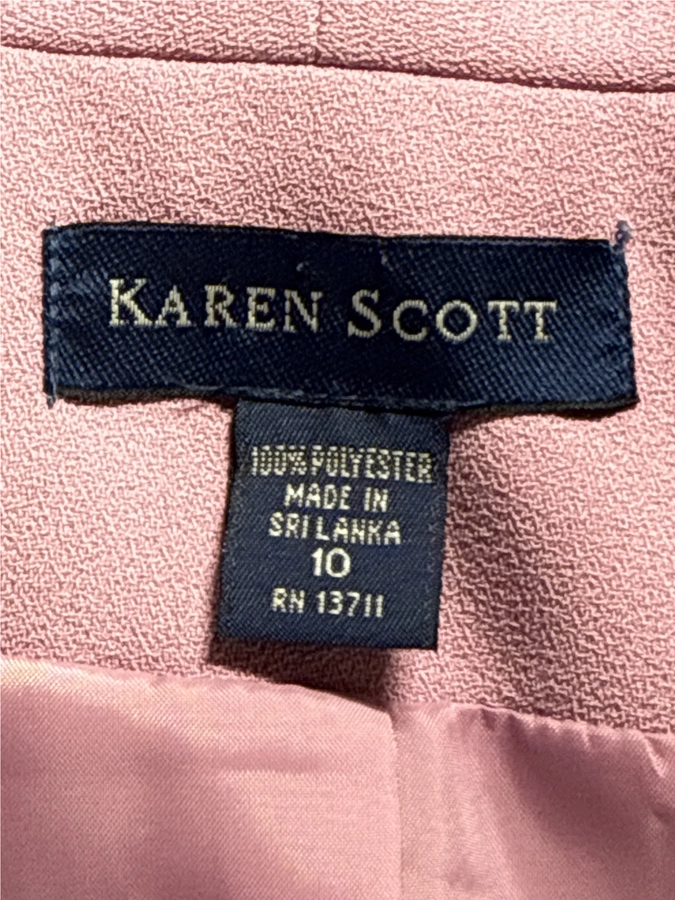 KAREN SCOTT
100% POLYESTER
MADE IN
SRI LANKA
10
RN 13711